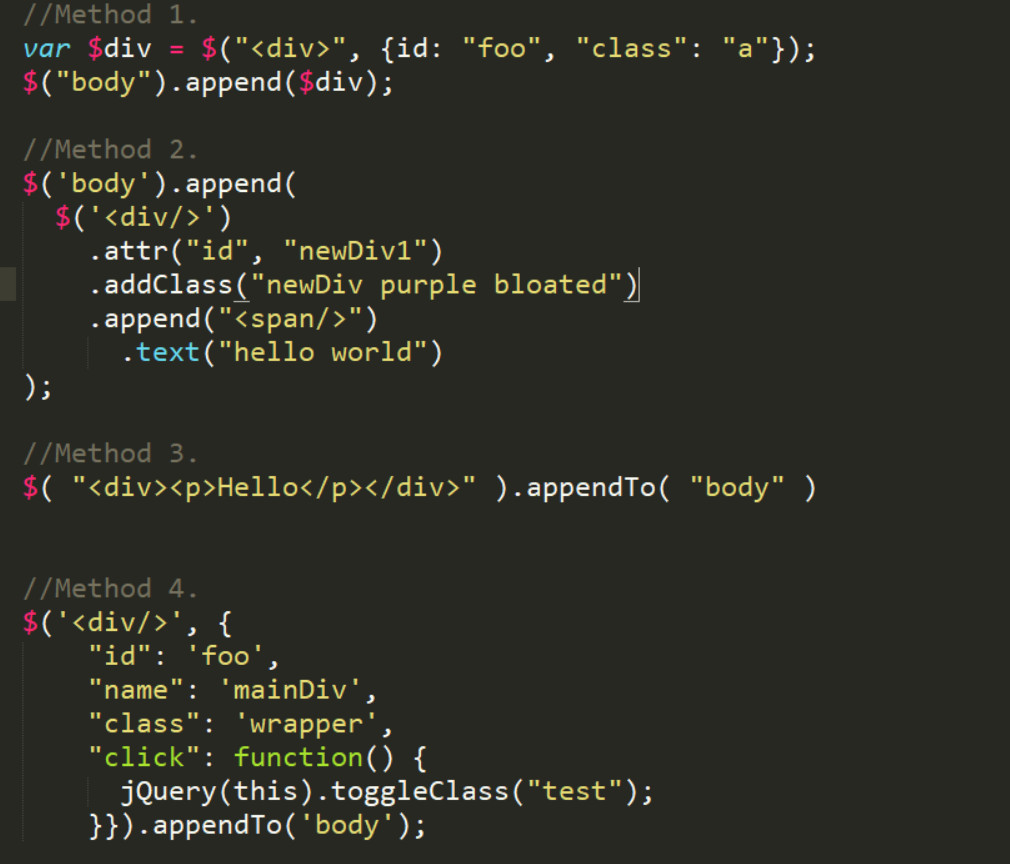 //Method 1.
var $div = $("<div>", {id: "foo", "class": "a"});
$("body").append($div);

//Method 2.
$('body').append(
  $('<div/>')
    .attr("id", "newDiv1")
    .addClass("newDiv purple bloated")
    .append("<span/>")
      .text("hello world")
);

//Method 3.
$( "<div><p>Hello</p></div>" ).appendTo( "body" )

//Method 4.
$('<div/>', {
    "id": 'foo',
    "name": 'mainDiv',
    "class": 'wrapper',
    "click": function() {
      jQuery(this).toggleClass("test");
    }}).appendTo('body');